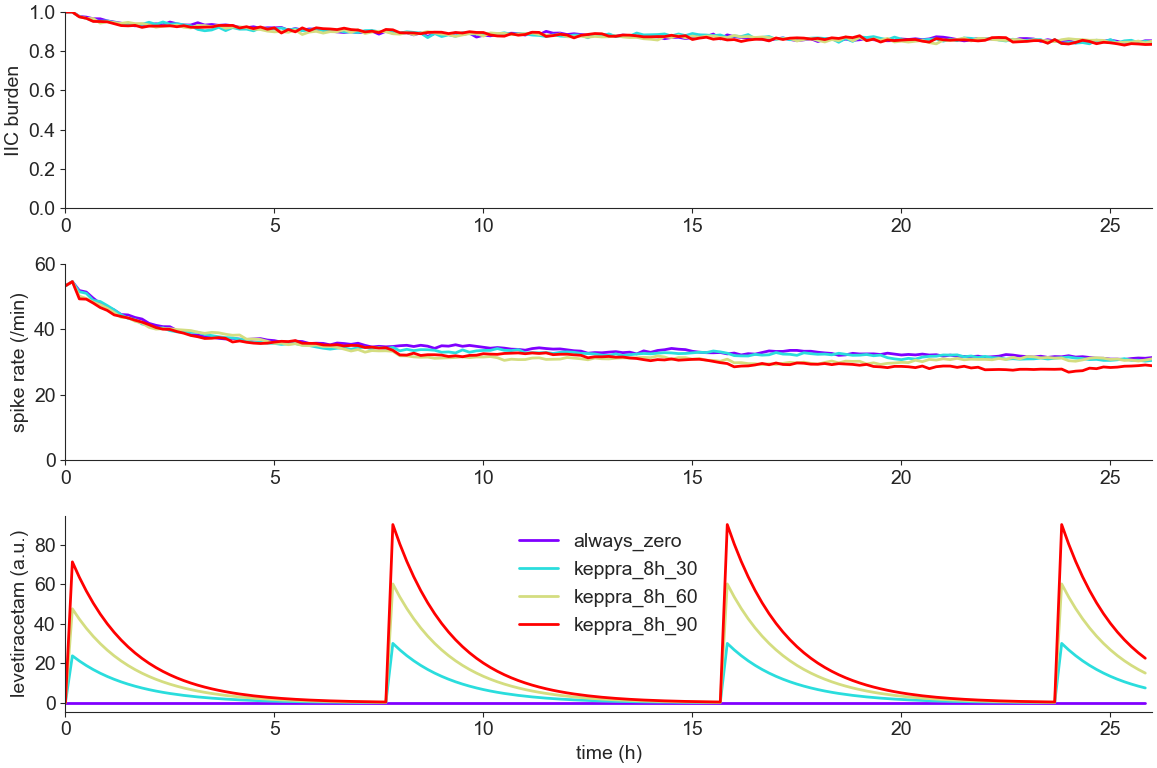 1.0
0.8
0.6
0.4
0.2
0.0
IIC burden
0 5 10 15 20 25
60
40
20
0
spike rate (/min)
0 5 10 15 20 25
80
60
40
20
0
levetiracetam (a.u.)
always_zero
keppra_8h_30
keppra_8h_60
keppra_8h_90
0 5 10 15 20 25
time (h)